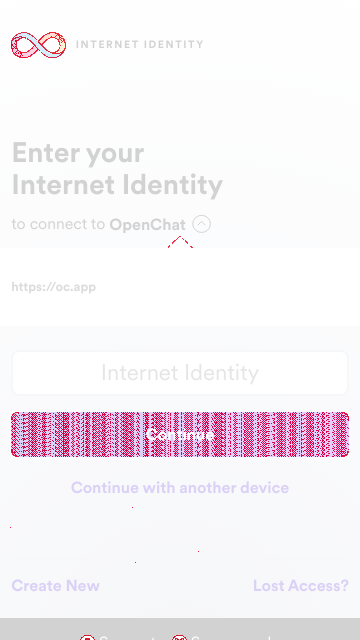 INTERNET IDENTITY
Enter your
Internet Identity
to connect to OpenChat
https://oc.app
Internet Identity
Continue
Continue with another device
Create New
Lost Access?